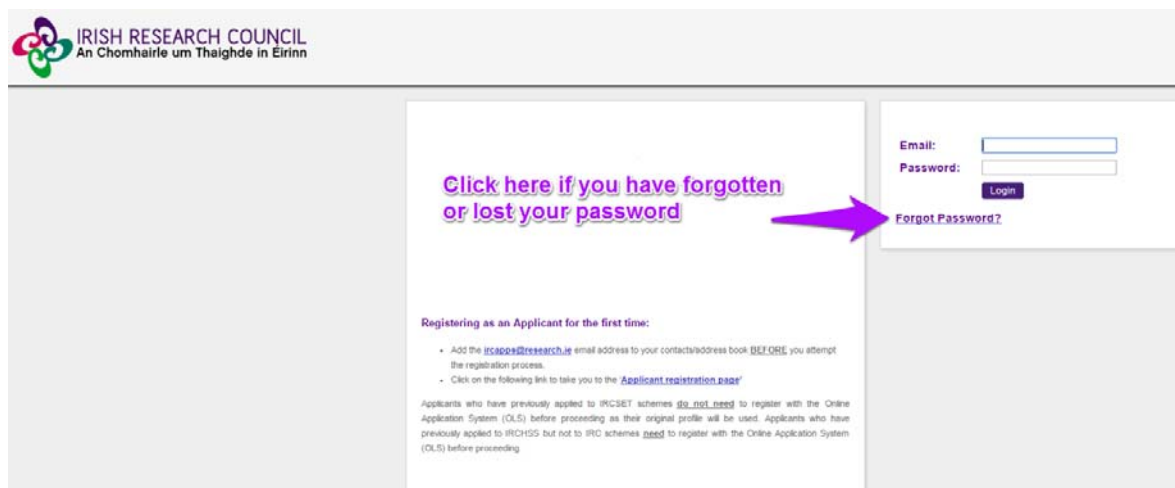 IRISH RESEARCH COUNCIL
An Chomhairle um Thaighde in Éirinn
Email:
Password:
Login
Forgot Password?
Click here if you have forgotten
or lost your password
Registering as an Applicant for the first time:
• Add the ircapps@research.ie email address to your contacts/address book BEFORE you attempt
the registration process.
• Click on the following link to take you to the 'Applicant registration page'
Applicants who have previously applied to IRCSET schemes do not need to register with the Online
Application System (OLS) before proceeding as their original profile will be used. Applicants who have
previously applied to IRCHSS but not to IRC schemes need to register with the Online Application System
(OLS) before proceeding.